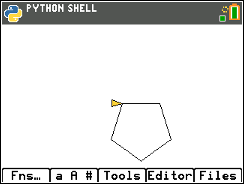 PYTHON SHELL
Fns… a A # Tools Editor Files